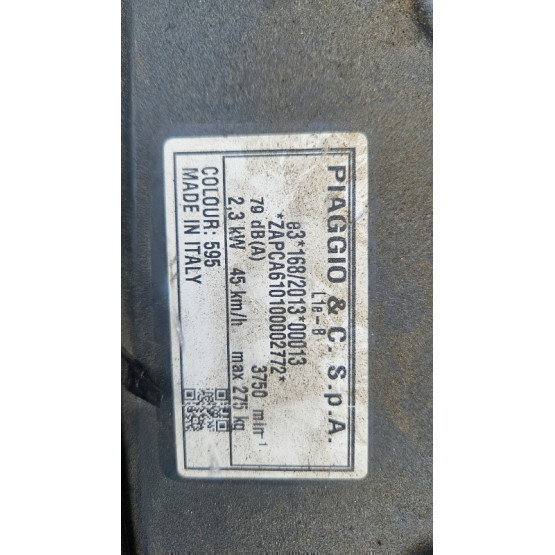 PIAGGIO & C. S.p.A.
L1e-B
e3*168/2013*00013
*ZAPCA610100002772*
79 dB(A) 3750 min-1
2,3 kW 45 km/h max 275 kg
COLOUR: 595
MADE IN ITALY